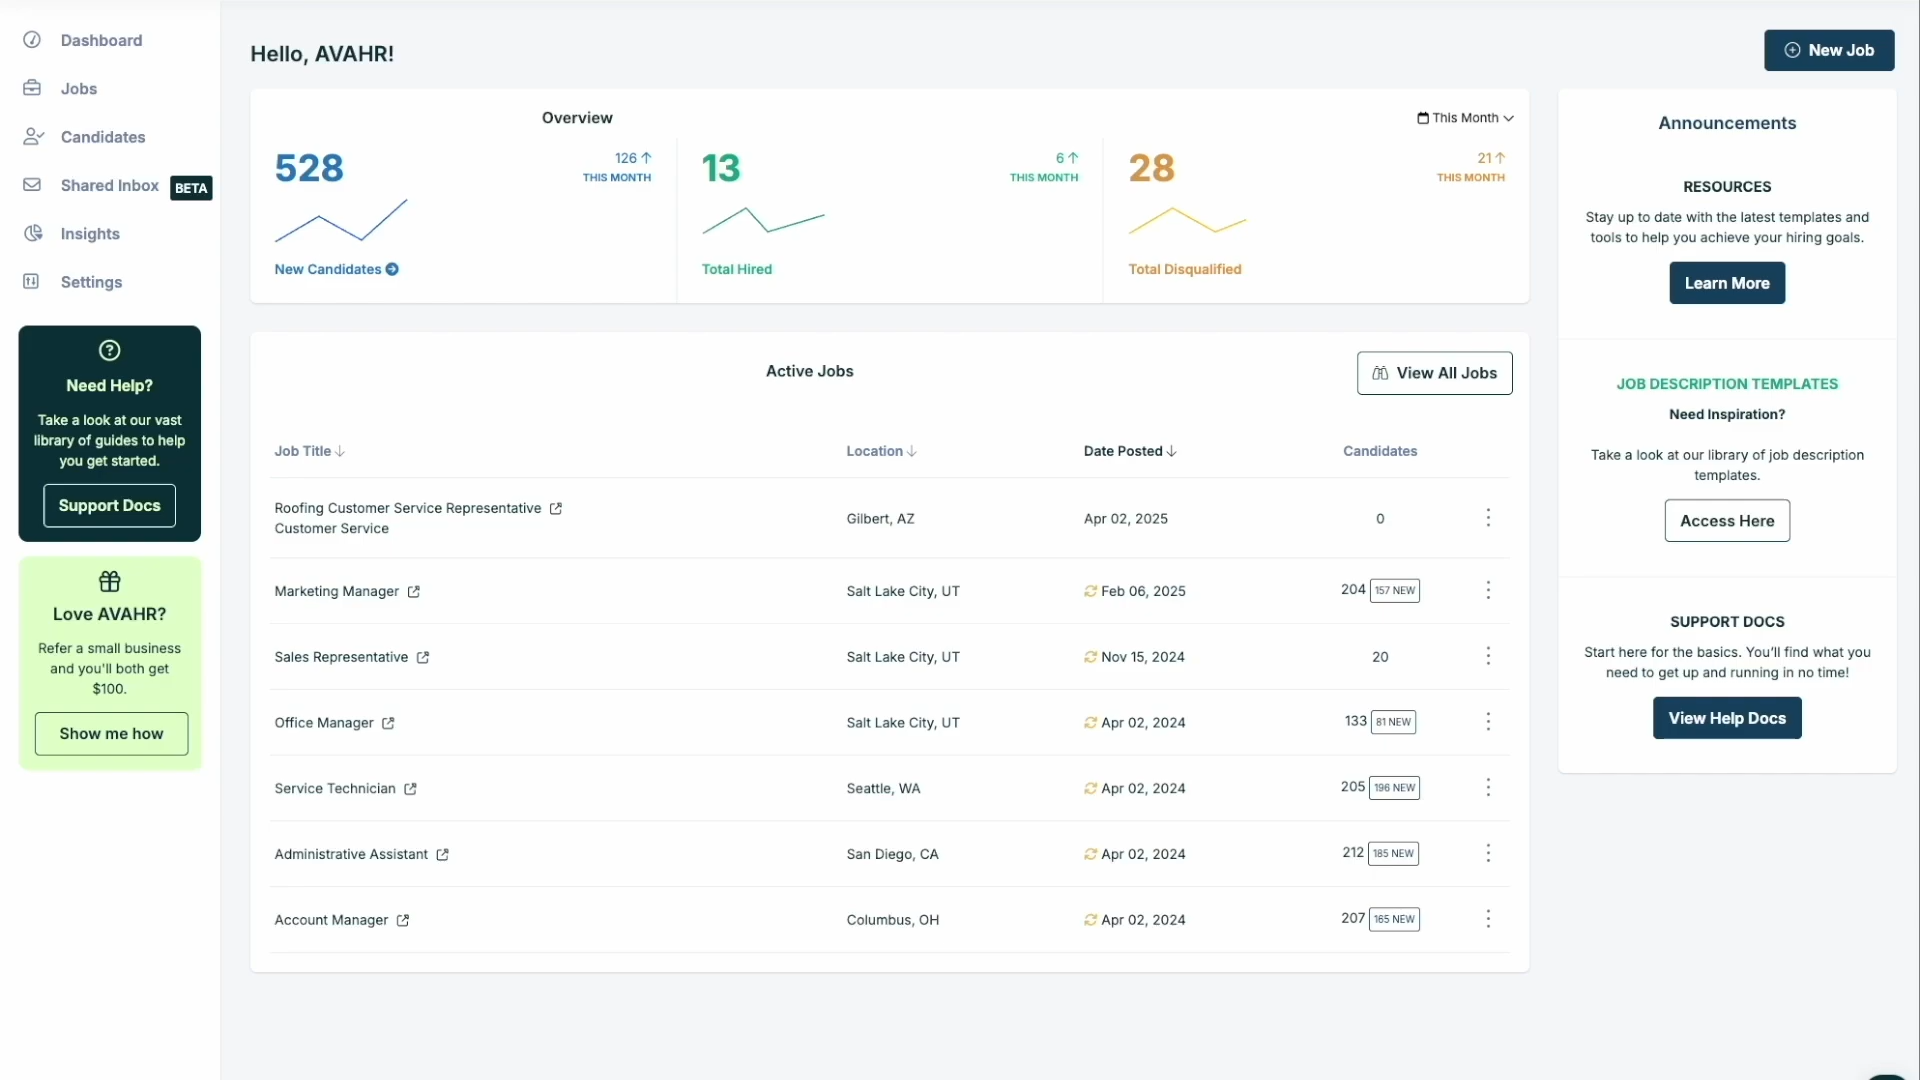 Dashboard
Jobs
Candidates
Shared Inbox BETA
Insights
Settings
Need Help?
Take a look at our vast
library of guides to help
you get started.
Support Docs
Love AVAHR?
Refer a small business
and you'll both get
$100.
Show me how
Hello, AVAHR!
New Job
Overview
This Month
528
126
THIS MONTH
New Candidates
13
6
THIS MONTH
Total Hired
28
21
THIS MONTH
Total Disqualified
Active Jobs
View All Jobs
Job Title Location Date Posted Candidates
Roofing Customer Service Representative
Customer Service
Gilbert, AZ Apr 02, 2025 0
Marketing Manager Salt Lake City, UT Feb 06, 2025 204 157 NEW
Sales Representative Salt Lake City, UT Nov 15, 2024 20
Office Manager Salt Lake City, UT Apr 02, 2024 133 81 NEW
Service Technician Seattle, WA Apr 02, 2024 205 196 NEW
Administrative Assistant San Diego, CA Apr 02, 2024 212 185 NEW
Account Manager Columbus, OH Apr 02, 2024 207 165 NEW
Announcements
RESOURCES
Stay up to date with the latest templates and
tools to help you achieve your hiring goals.
Learn More
JOB DESCRIPTION TEMPLATES
Need Inspiration?
Take a look at our library of job description
templates.
Access Here
SUPPORT DOCS
Start here for the basics. You'll find what you
need to get up and running in no time!
View Help Docs